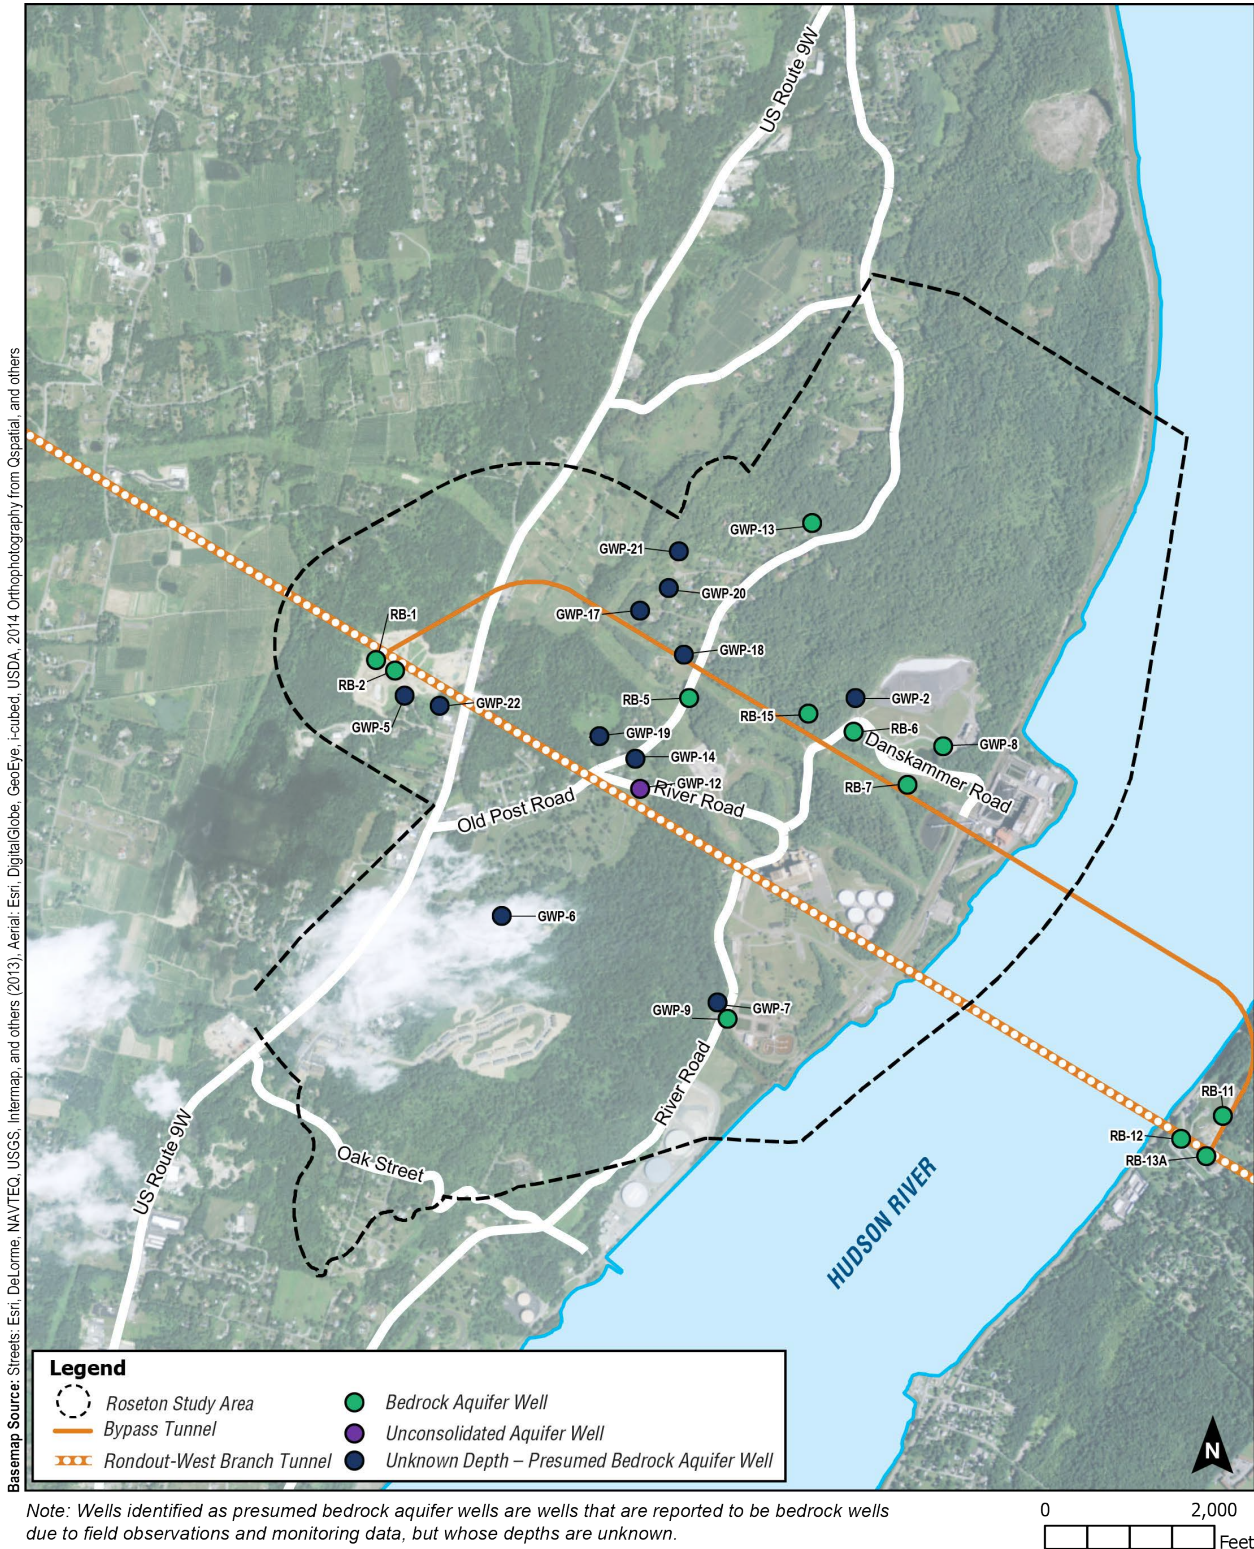 US Route 9W
GWP-13
GWP-21
GWP-20
GWP-17
RB-1
GWP-18
RB-2
RB-5
GWP-2
GWP-22
RB-15
GWP-5
RB-6
GWP-19
GWP-8
GWP-14
Danskammer Road
GWP-12
RB-7
River Road
Old Post Road
GWP-6
GWP-9
GWP-7
River Road
RB-11
RB-12
RB-13A
US Route 9W
Oak Street
HUDSON RIVER
Basemap Source: Streets: Esri, DeLorme, NAVTEQ, USGS, Intermap, and others (2013), Aerial: Esri, DigitalGlobe, GeoEye, i-cubed, USDA, 2014 Orthophotography from Qspatial, and others
Legend
Roseton Study Area
Bypass Tunnel
Rondout-West Branch Tunnel
Bedrock Aquifer Well
Unconsolidated Aquifer Well
Unknown Depth – Presumed Bedrock Aquifer Well
N
Note: Wells identified as presumed bedrock aquifer wells are wells that are reported to be bedrock wells
due to field observations and monitoring data, but whose depths are unknown.
0 2,000
Feet